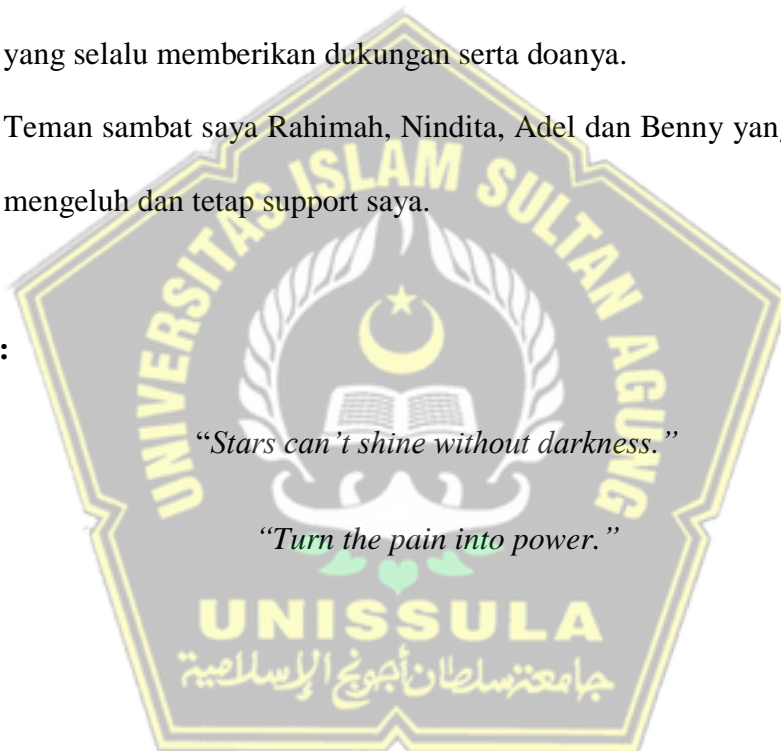 yang selalu memberikan dukungan serta doanya.
Teman sambat saya Rahimah, Nindita, Adel dan Benny yang
mengeluh dan tetap support saya.
:
“Stars can’t shine without darkness.”
“Turn the pain into power.”
UNIVERSITAS ISLAM SULTAN AGUNG
UNISSULA
جامعة سلطان أجونج الإسلامية